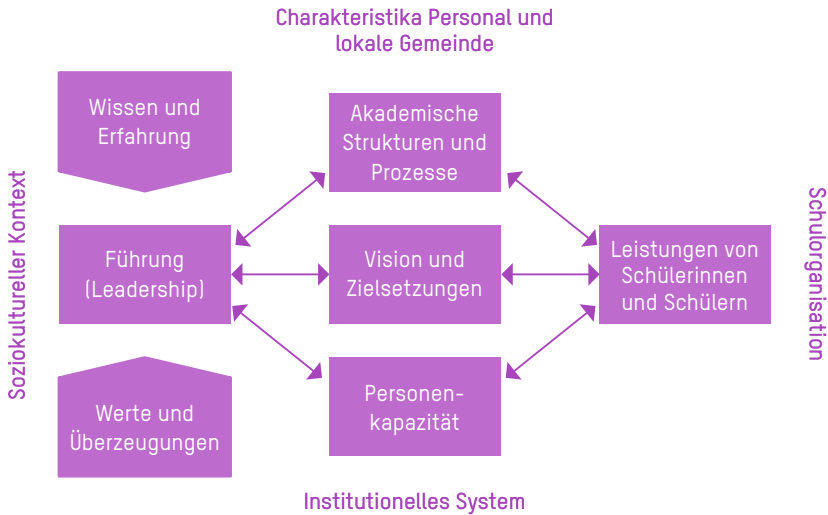 Charakteristika Personal und
lokale Gemeinde
Soziokultureller Kontext
Wissen und
Erfahrung
Führung
(Leadership)
Werte und
Überzeugungen
Akademische
Strukturen und
Prozesse
Vision und
Zielsetzungen
Personen-
kapazität
Leistungen von
Schülerinnen
und Schülern
Schulorganisation
Institutionelles System